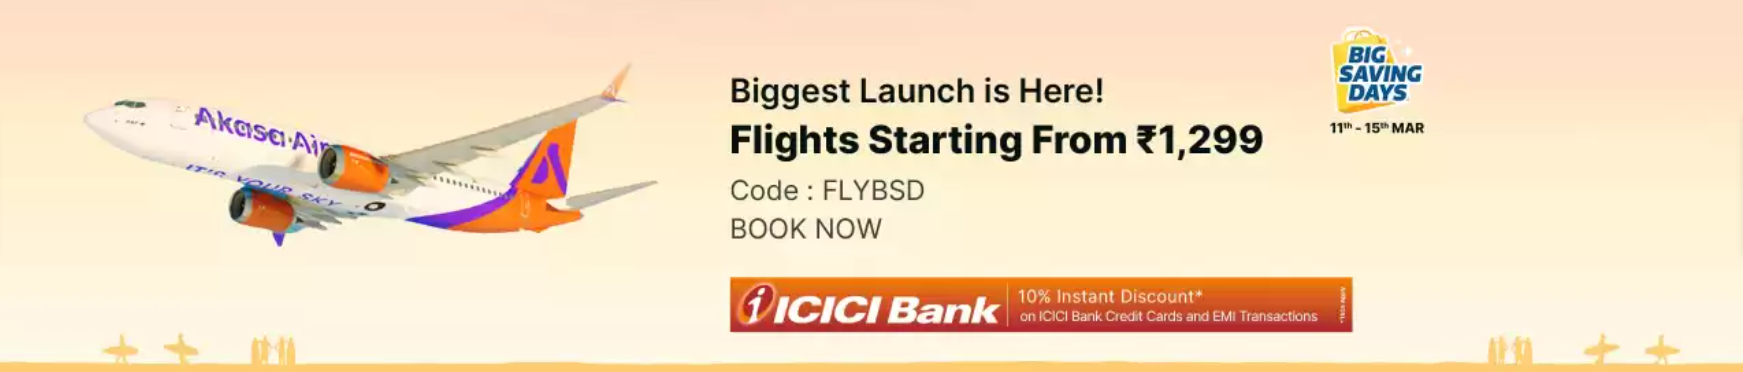 Akasa Air
IT'S YOUR SKY
Biggest Launch is Here!
Flights Starting From ₹1,299
Code : FLYBSD
BOOK NOW
BIG
SAVING
DAYS
11th - 15th MAR
i ICICI Bank
10% Instant Discount*
on ICICI Bank Credit Cards and EMI Transactions